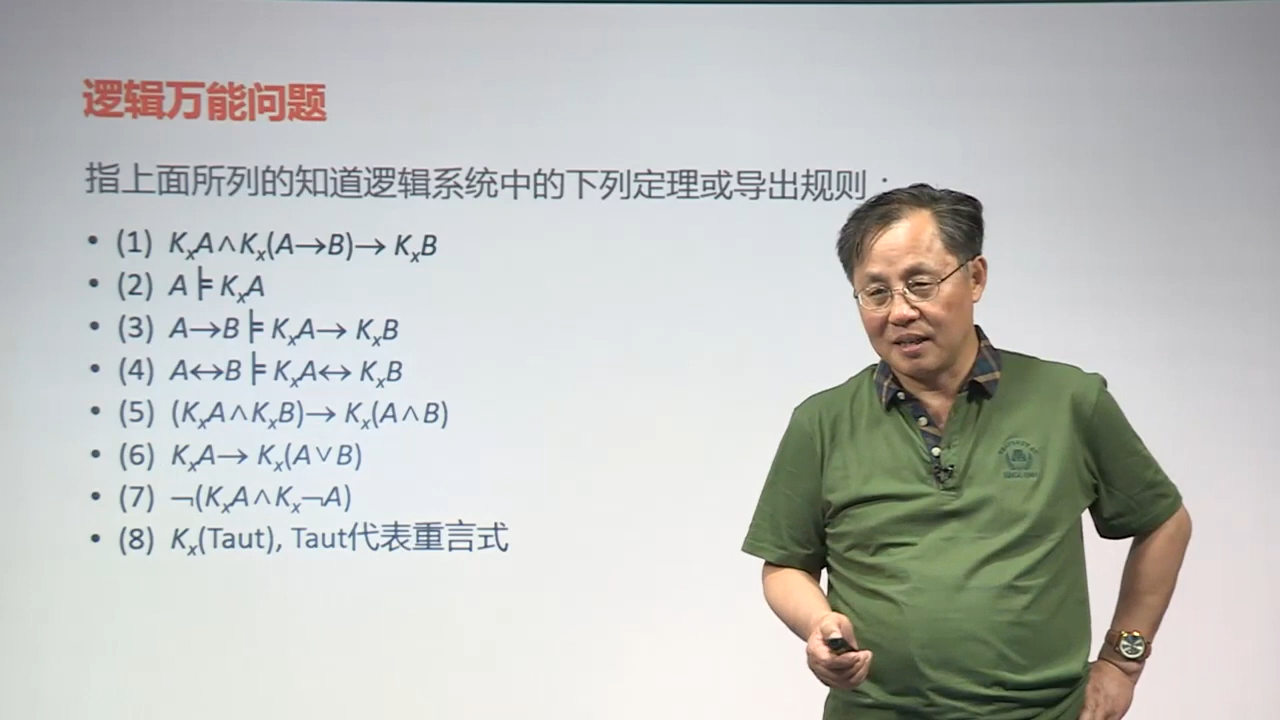 逻辑万能问题
指上面所列的知道逻辑系统中的下列定理或导出规则：
• (1) KₓA∧Kₓ(A→B)→ KₓB
• (2) A ⊨ KₓA
• (3) A→B ⊨ KₓA→ KₓB
• (4) A↔B ⊨ KₓA↔ KₓB
• (5) (KₓA∧KₓB)→ Kₓ(A∧B)
• (6) KₓA→ Kₓ(A∨B)
• (7) ¬(KₓA∧Kₓ¬A)
• (8) Kₓ(Taut), Taut代表重言式